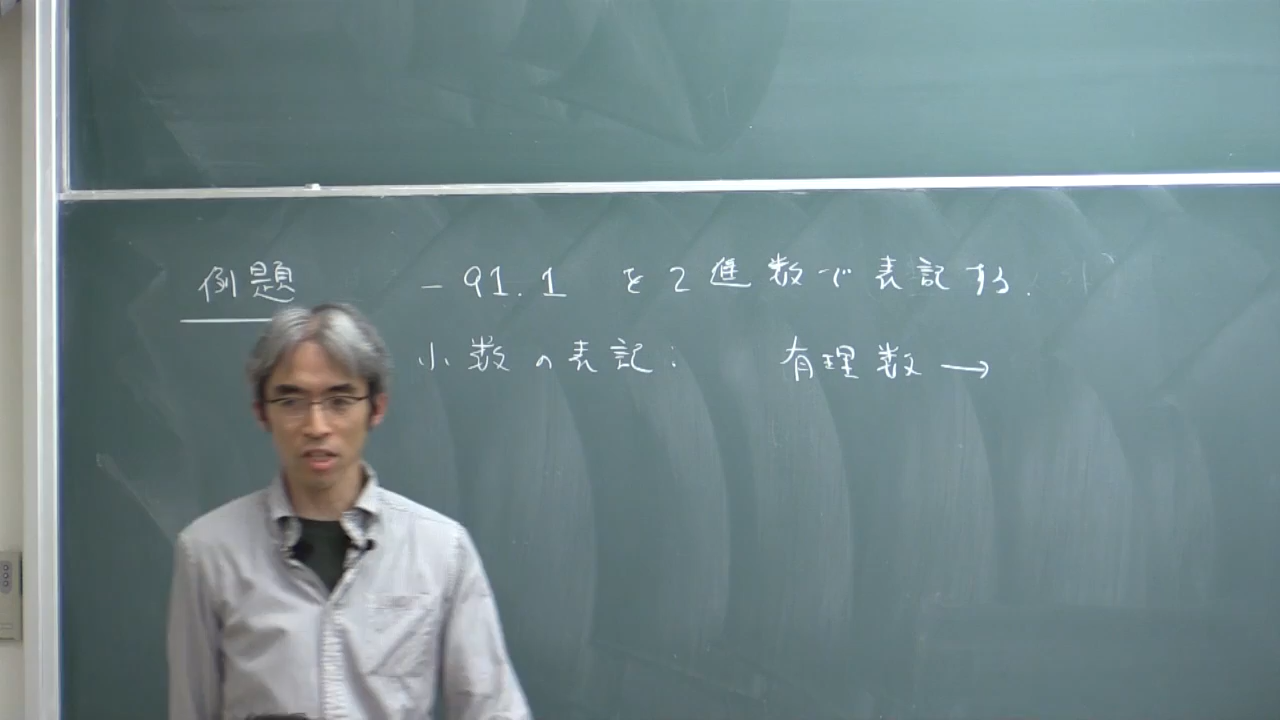 例題 -91.1 を2進数で表記する.
小数の表記: 有理数 →